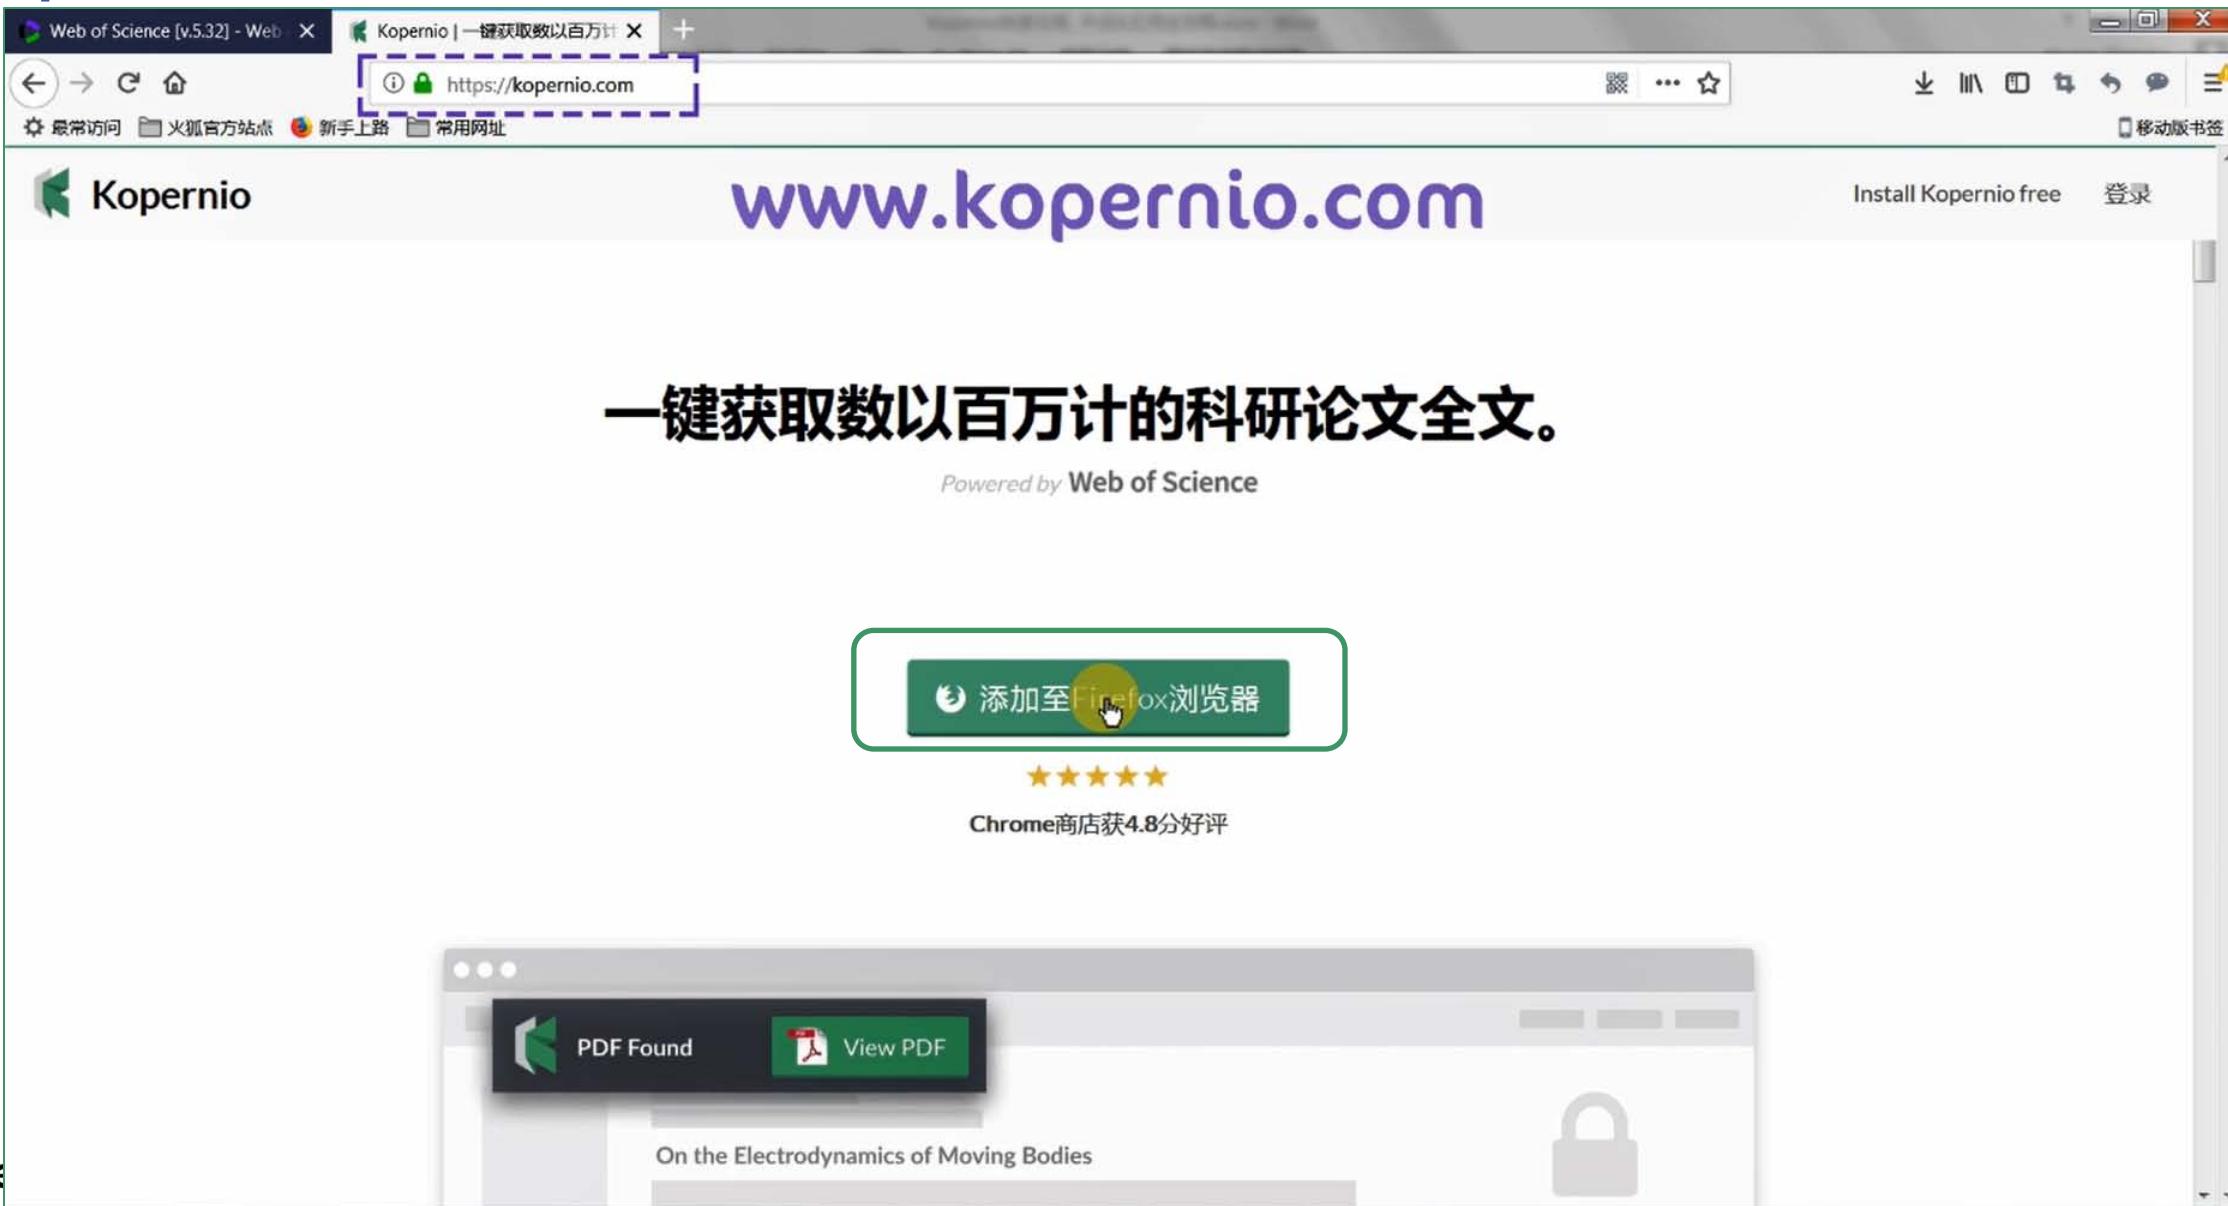 Web of Science [v.5.32] - Web
Kopernio | 一键获取数以百万计
https://kopernio.com
最常访问 火狐官方站点 新手上路 常用网址
移动版书签
Kopernio
www.kopernio.com
Install Kopernio free 登录
一键获取数以百万计的科研论文全文。
Powered by Web of Science
添加至Firefox浏览器
Chrome商店获4.8分好评
PDF Found
View PDF
On the Electrodynamics of Moving Bodies